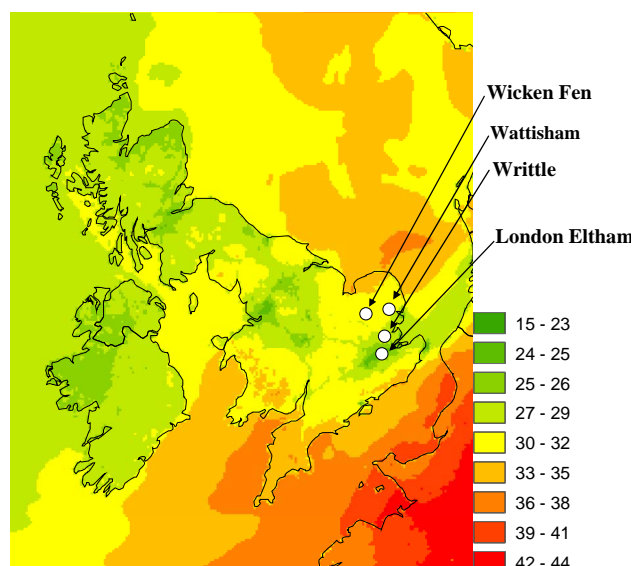 Wicken Fen
Wattisham
Writtle
London Eltham
15 - 23
24 - 25
25 - 26
27 - 29
30 - 32
33 - 35
36 - 38
39 - 41
42 - 44